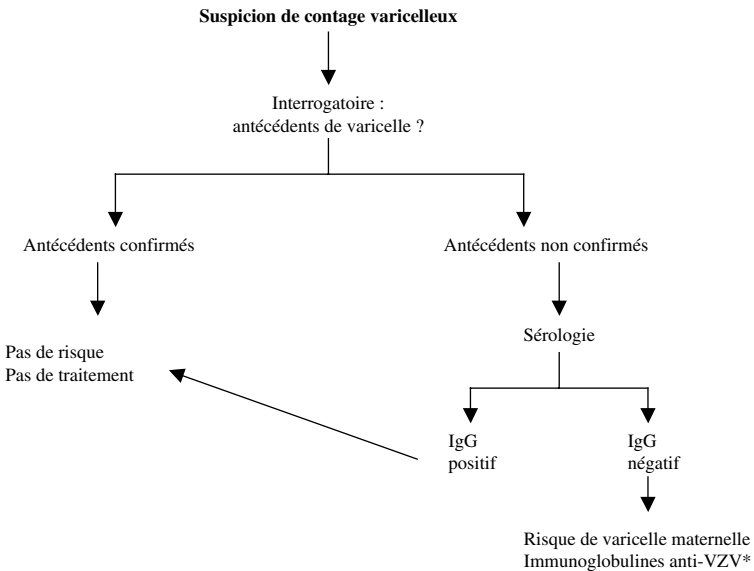 Suspicion de contage varicelleux
Interrogatoire :
antécédents de varicelle ?
Antécédents confirmés
Antécédents non confirmés
Sérologie
Pas de risque
Pas de traitement
IgG
positif
IgG
négatif
Risque de varicelle maternelle
Immunoglobulines anti-VZV*